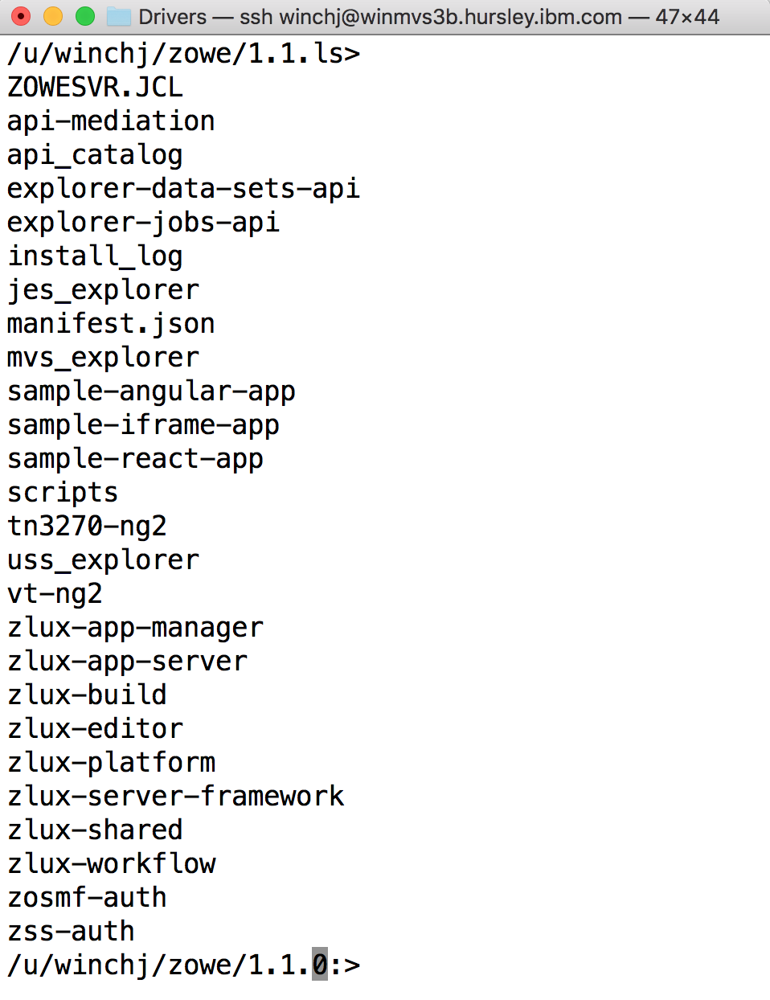 Drivers — ssh winchj@winmvs3b.hursley.ibm.com — 47×44
/u/winchj/zowe/1.1.ls>
ZOWESVR.JCL
api-mediation
api_catalog
explorer-data-sets-api
explorer-jobs-api
install_log
jes_explorer
manifest.json
mvs_explorer
sample-angular-app
sample-iframe-app
sample-react-app
scripts
tn3270-ng2
uss_explorer
vt-ng2
zlux-app-manager
zlux-app-server
zlux-build
zlux-editor
zlux-platform
zlux-server-framework
zlux-shared
zlux-workflow
zosmf-auth
zss-auth
/u/winchj/zowe/1.1.0:>